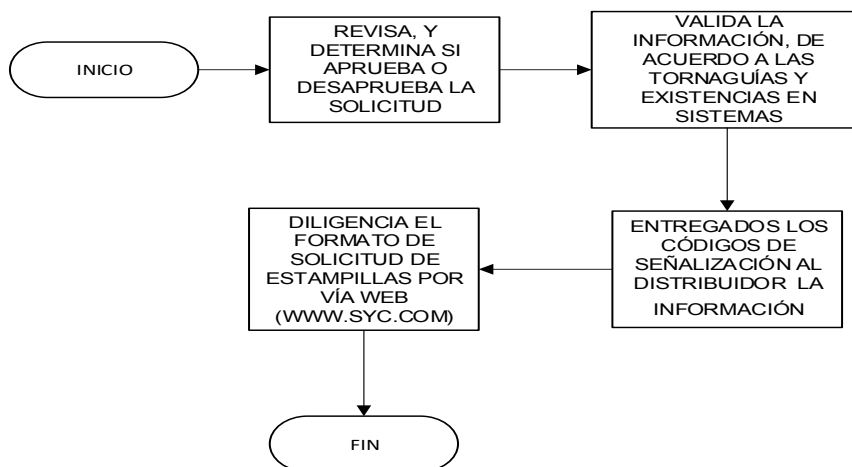 INICIO
REVISA, Y
DETERMINA SI
APRUEBA O
DESAPRUEBA LA
SOLICITUD
VALIDA LA
INFORMACIÓN, DE
ACUERDO A LAS
TORNAGUÍAS Y
EXISTENCIAS EN
SISTEMAS
ENTREGADOS LOS
CÓDIGOS DE
SEÑALIZACIÓN AL
DISTRIBUIDOR LA
INFORMACIÓN
DILIGENCIA EL
FORMATO DE
SOLICITUD DE
ESTAMPILLAS POR
VÍA WEB
(WWW.SYC.COM)
FIN